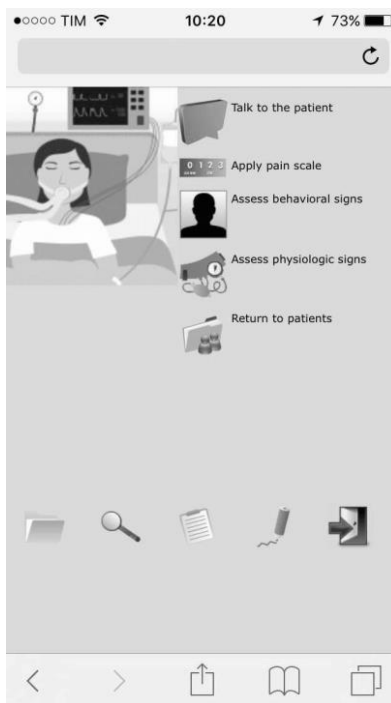 TIM 10:20 73%
Talk to the patient
0 1 2 3
Apply pain scale
Assess behavioral signs
Assess physiologic signs
Return to patients